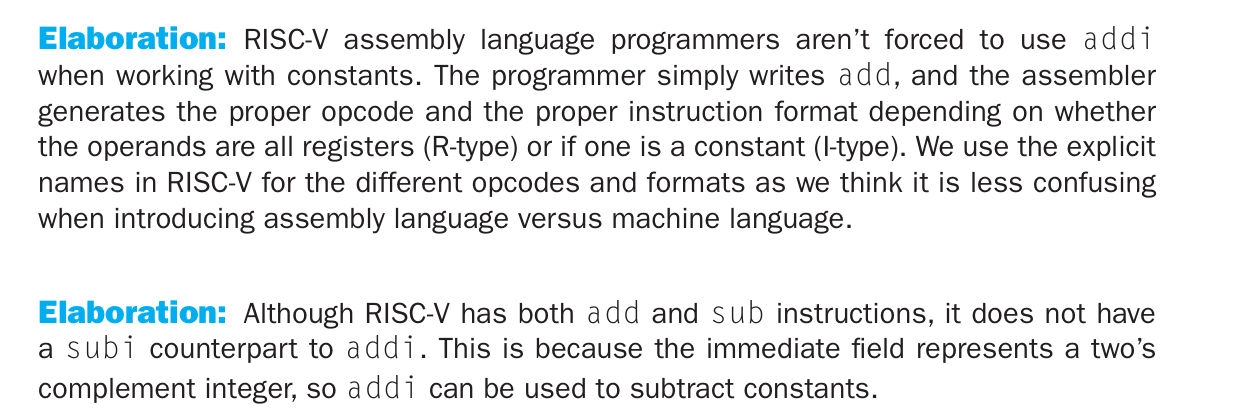 Elaboration: RISC-V assembly language programmers aren’t forced to use addi
when working with constants. The programmer simply writes add, and the assembler
generates the proper opcode and the proper instruction format depending on whether
the operands are all registers (R-type) or if one is a constant (I-type). We use the explicit
names in RISC-V for the different opcodes and formats as we think it is less confusing
when introducing assembly language versus machine language.
Elaboration: Although RISC-V has both add and sub instructions, it does not have
a subi counterpart to addi. This is because the immediate field represents a two’s
complement integer, so addi can be used to subtract constants.